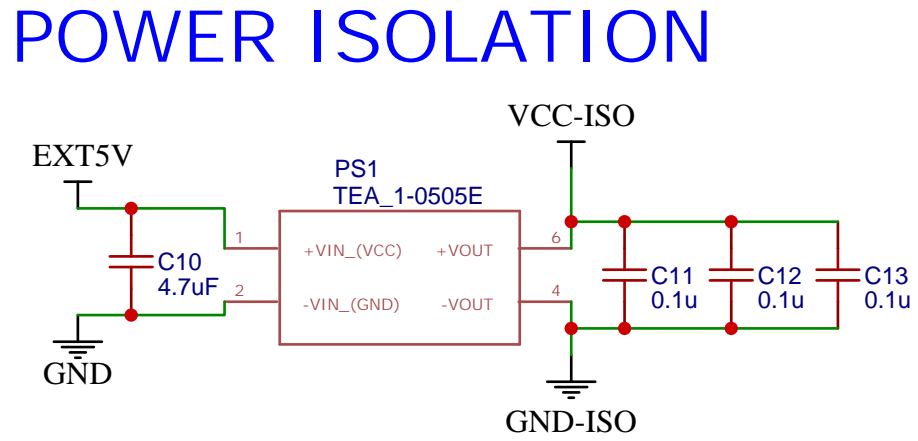 POWER ISOLATION
VCC-ISO
EXT5V
PS1
TEA_1-0505E
1
+VIN_(VCC)
+VOUT
6
C10
4.7uF
2
-VIN_(GND)
-VOUT
4
C11
0.1u
C12
0.1u
C13
0.1u
GND
GND-ISO